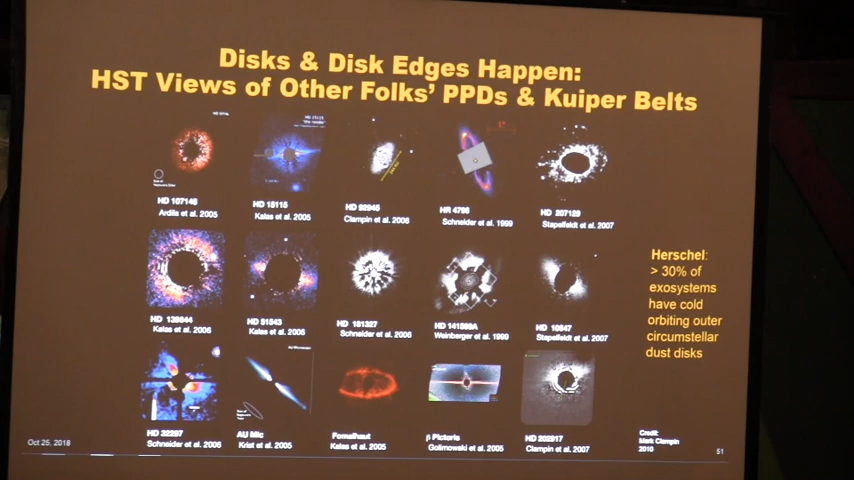 Disks & Disk Edges Happen:
HST Views of Other Folks' PPDs & Kuiper Belts
HD 107146
Ardila et al. 2005
HD 15115
Kalas et al. 2005
HD 92945
Clampin et al. 2006
HR 4796
Schneider et al. 1999
HD 207129
Stapelfeldt et al. 2007
HD 139644
Kalas et al. 2006
HD 53143
Kalas et al. 2006
HD 181327
Schneider et al. 2006
HD 141569A
Weinberger et al. 1999
HD 10647
Stapelfeldt et al. 2007
HD 32297
Schneider et al. 2006
AU Mic
Krist et al. 2005
Fomalhaut
Kalas et al. 2005
β Pictoris
Golimowski et al. 2005
HD 202917
Clampin et al. 2007
Herschel:
> 30% of
exosystems
have cold
orbiting outer
circumstellar
dust disks
Credit:
Mark Clampin
2010
Oct 25, 2018
51